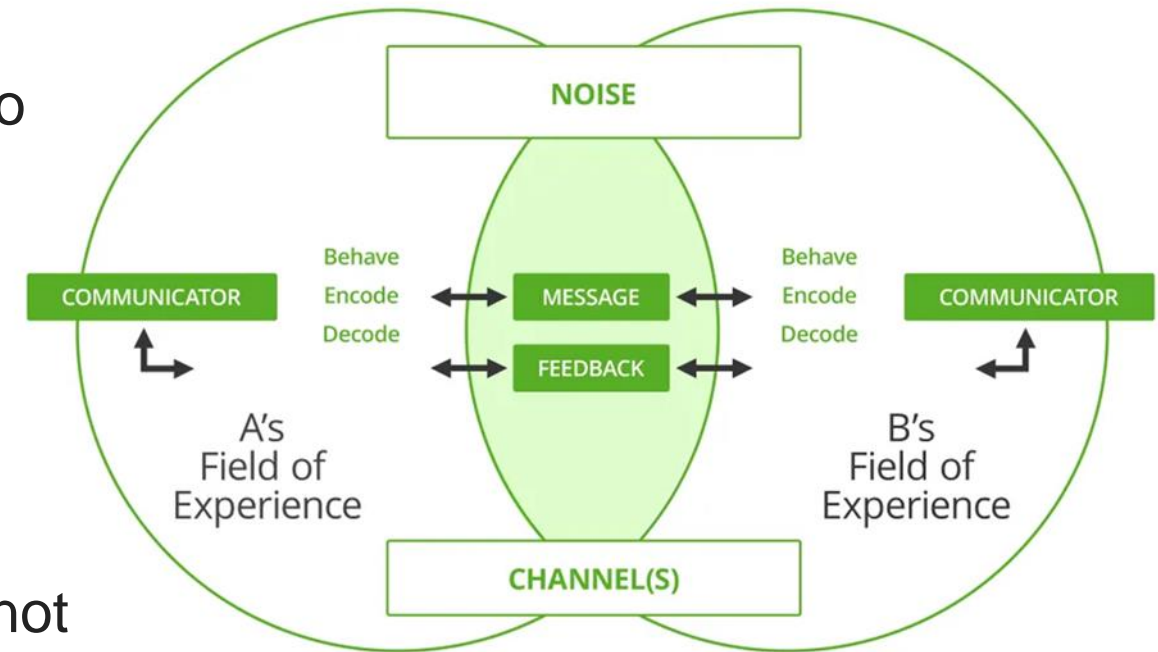 o
NOISE
Behave
Encode
Decode
COMMUNICATOR
MESSAGE
FEEDBACK
Behave
Encode
Decode
COMMUNICATOR
A's
Field of
Experience
B's
Field of
Experience
CHANNEL(S)
not